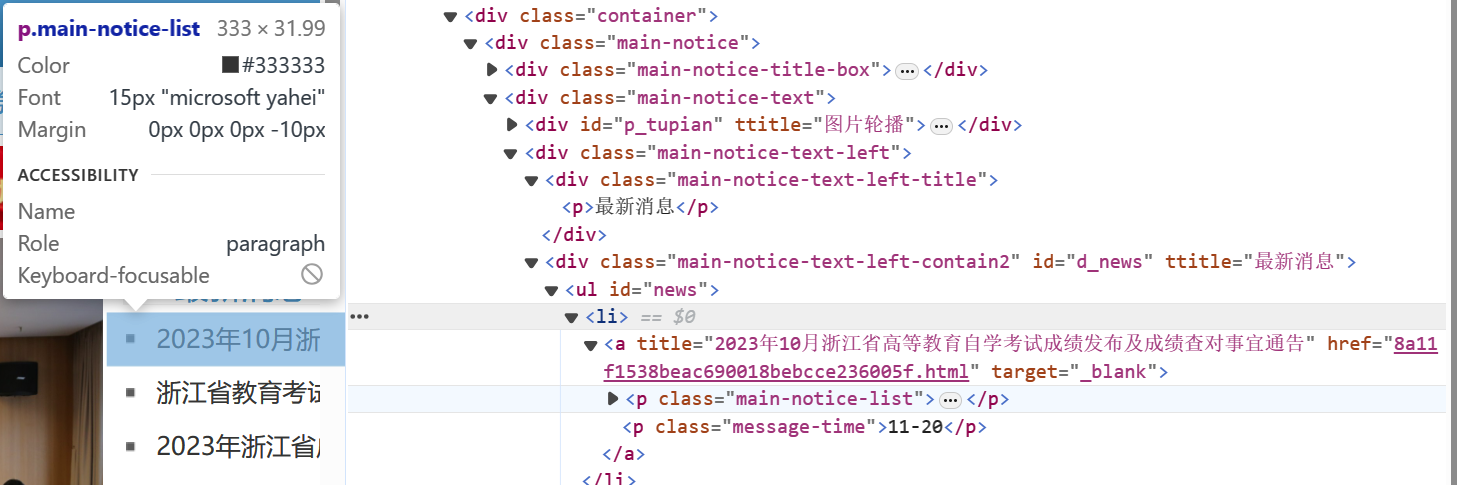 p.main-notice-list 333 × 31.99
Color #333333
Font 15px "microsoft yahei"
Margin 0px 0px 0px -10px
ACCESSIBILITY
Name
Role paragraph
Keyboard-focusable
2023年10月浙
浙江省教育考试
2023年浙江省
<div class="container">
<div class="main-notice">
<div class="main-notice-title-box">…</div>
<div class="main-notice-text">
<div id="p_tupian" ttitle="图片轮播">…</div>
<div class="main-notice-text-left">
<div class="main-notice-text-left-title">
<p>最新消息</p>
</div>
<div class="main-notice-text-left-contain2" id="d_news" ttitle="最新消息">
<ul id="news">
<li> == $0
<a title="2023年10月浙江省高等教育自学考试成绩发布及成绩查对事宜通告" href="8a11
f1538beac690018bebcce236005f.html" target="_blank">
<p class="main-notice-list">…</p>
<p class="message-time">11-20</p>
</a>
</li>